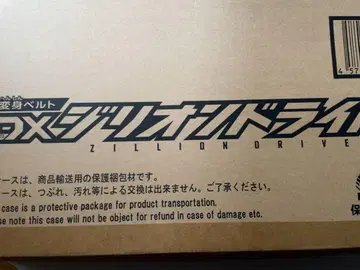 変身ベルト
DXジリオンドライ
ZILLION DRIVE
ースは、商品輸送用の保護梱包材です。
ースは、つぶれ、汚れ等による交換は出来ません。ご了承ください。
case is a protective package for product transportation.
se note this case will not be object for refund in case of damage etc.
4 57
保